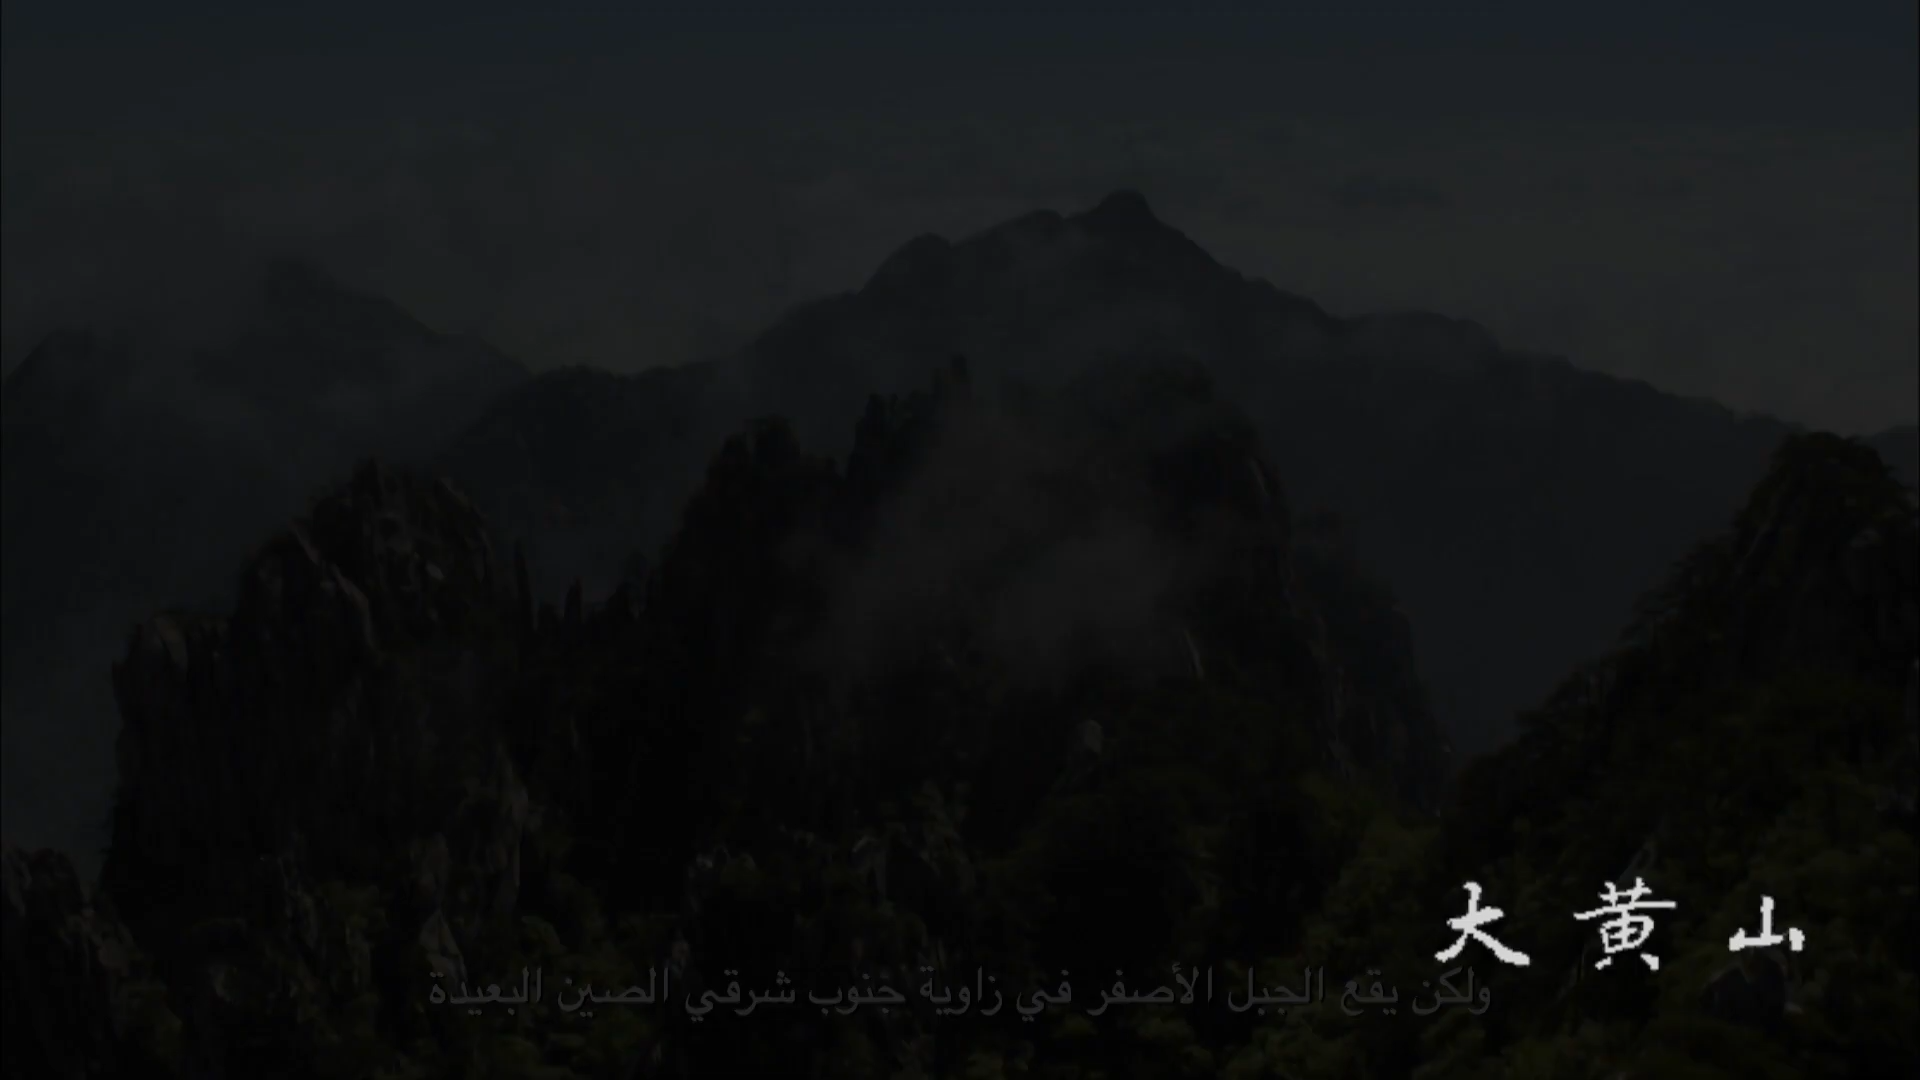 大黄山
ولكن يقع الجبل الأصفر في زاوية جنوب شرقي الصين البعيدة